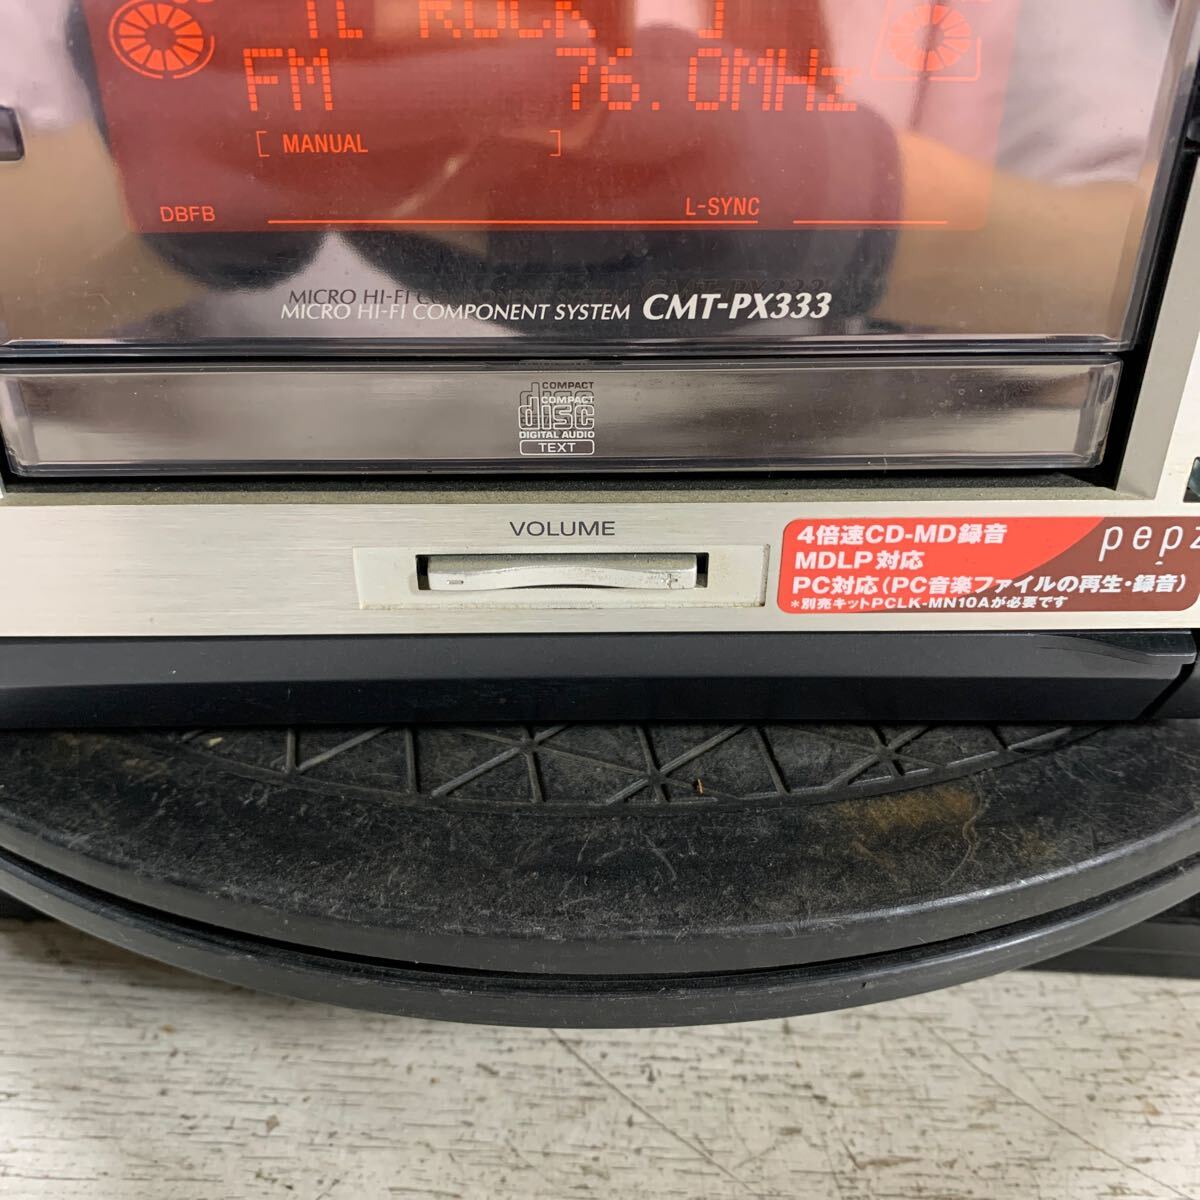 FM 76.0MHz
[ MANUAL ]
DBFB L-SYNC
MICRO HI-FI COMPONENT SYSTEM CMT-PX333
COMPACT
disc
DIGITAL AUDIO
TEXT
VOLUME
- +
4倍速CD-MD録音
MDLP対応
PC対応(PC音楽ファイルの再生・録音)
*別売キットPCLK-MN10Aが必要です